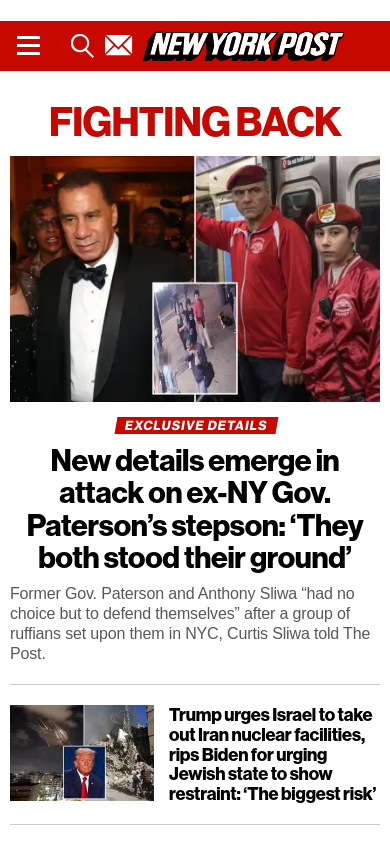 NEW YORK POST
FIGHTING BACK
EXCLUSIVE DETAILS
New details emerge in
attack on ex-NY Gov.
Paterson’s stepson: ‘They
both stood their ground’
Former Gov. Paterson and Anthony Sliwa “had no
choice but to defend themselves” after a group of
ruffians set upon them in NYC, Curtis Sliwa told The
Post.
Trump urges Israel to take
out Iran nuclear facilities,
rips Biden for urging
Jewish state to show
restraint: ‘The biggest risk’